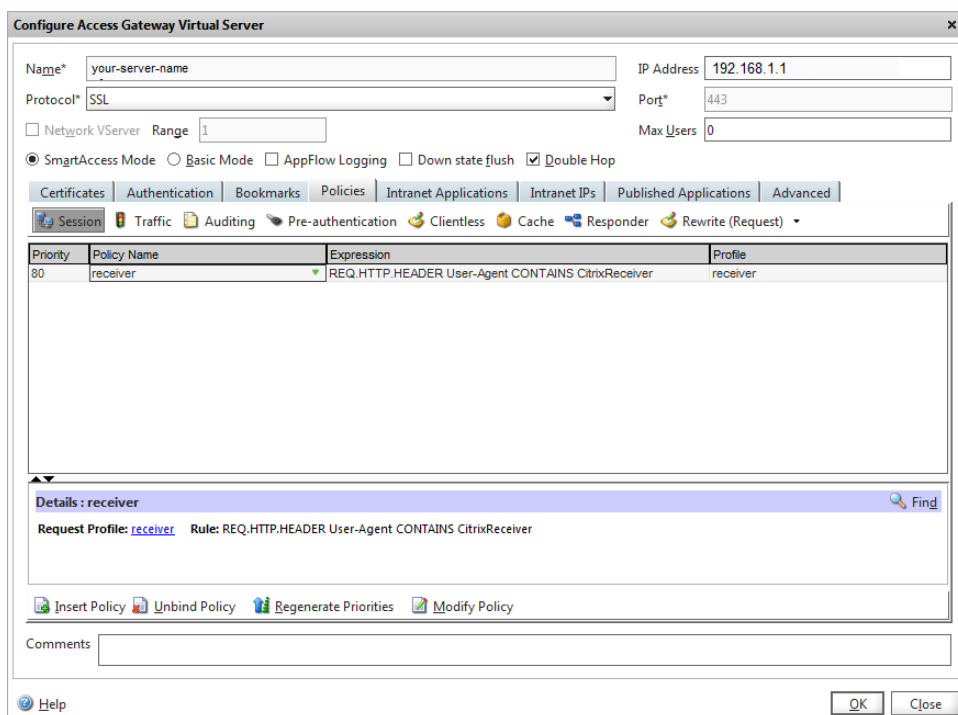 Configure Access Gateway Virtual Server
Name* your-server-name IP Address 192.168.1.1
Protocol* SSL Port* 443
Network VServer Range 1 Max Users 0
SmartAccess Mode Basic Mode AppFlow Logging Down state flush Double Hop
Certificates Authentication Bookmarks Policies Intranet Applications Intranet IPs Published Applications Advanced
Session Traffic Auditing Pre-authentication Clientless Cache Responder Rewrite (Request)
Priority Policy Name Expression Profile
80 receiver REQ.HTTP.HEADER User-Agent CONTAINS CitrixReceiver receiver
Details : receiver Find
Request Profile: receiver Rule: REQ.HTTP.HEADER User-Agent CONTAINS CitrixReceiver
Insert Policy Unbind Policy Regenerate Priorities Modify Policy
Comments
Help OK Close